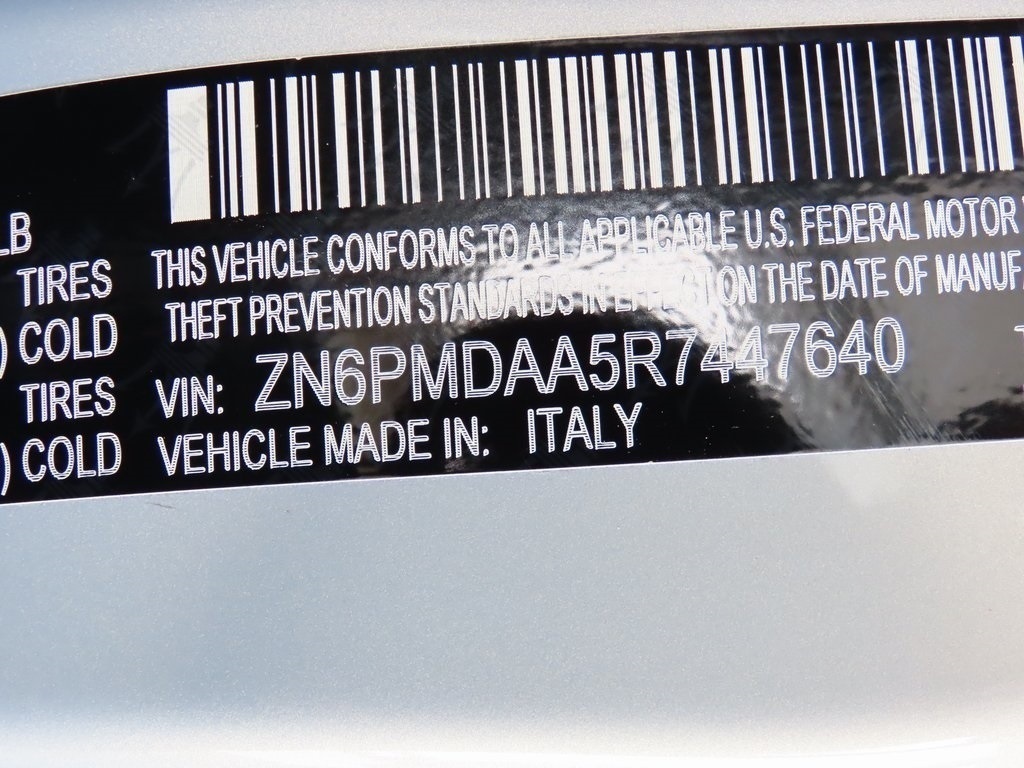 LB
TIRES
) COLD
TIRES
) COLD
THIS VEHICLE CONFORMS TO ALL APPLICABLE U.S. FEDERAL MOTOR
THEFT PREVENTION STANDARDS IN EFFECT ON THE DATE OF MANUFA
VIN: ZN6PMDAA5R7447640
VEHICLE MADE IN: ITALY